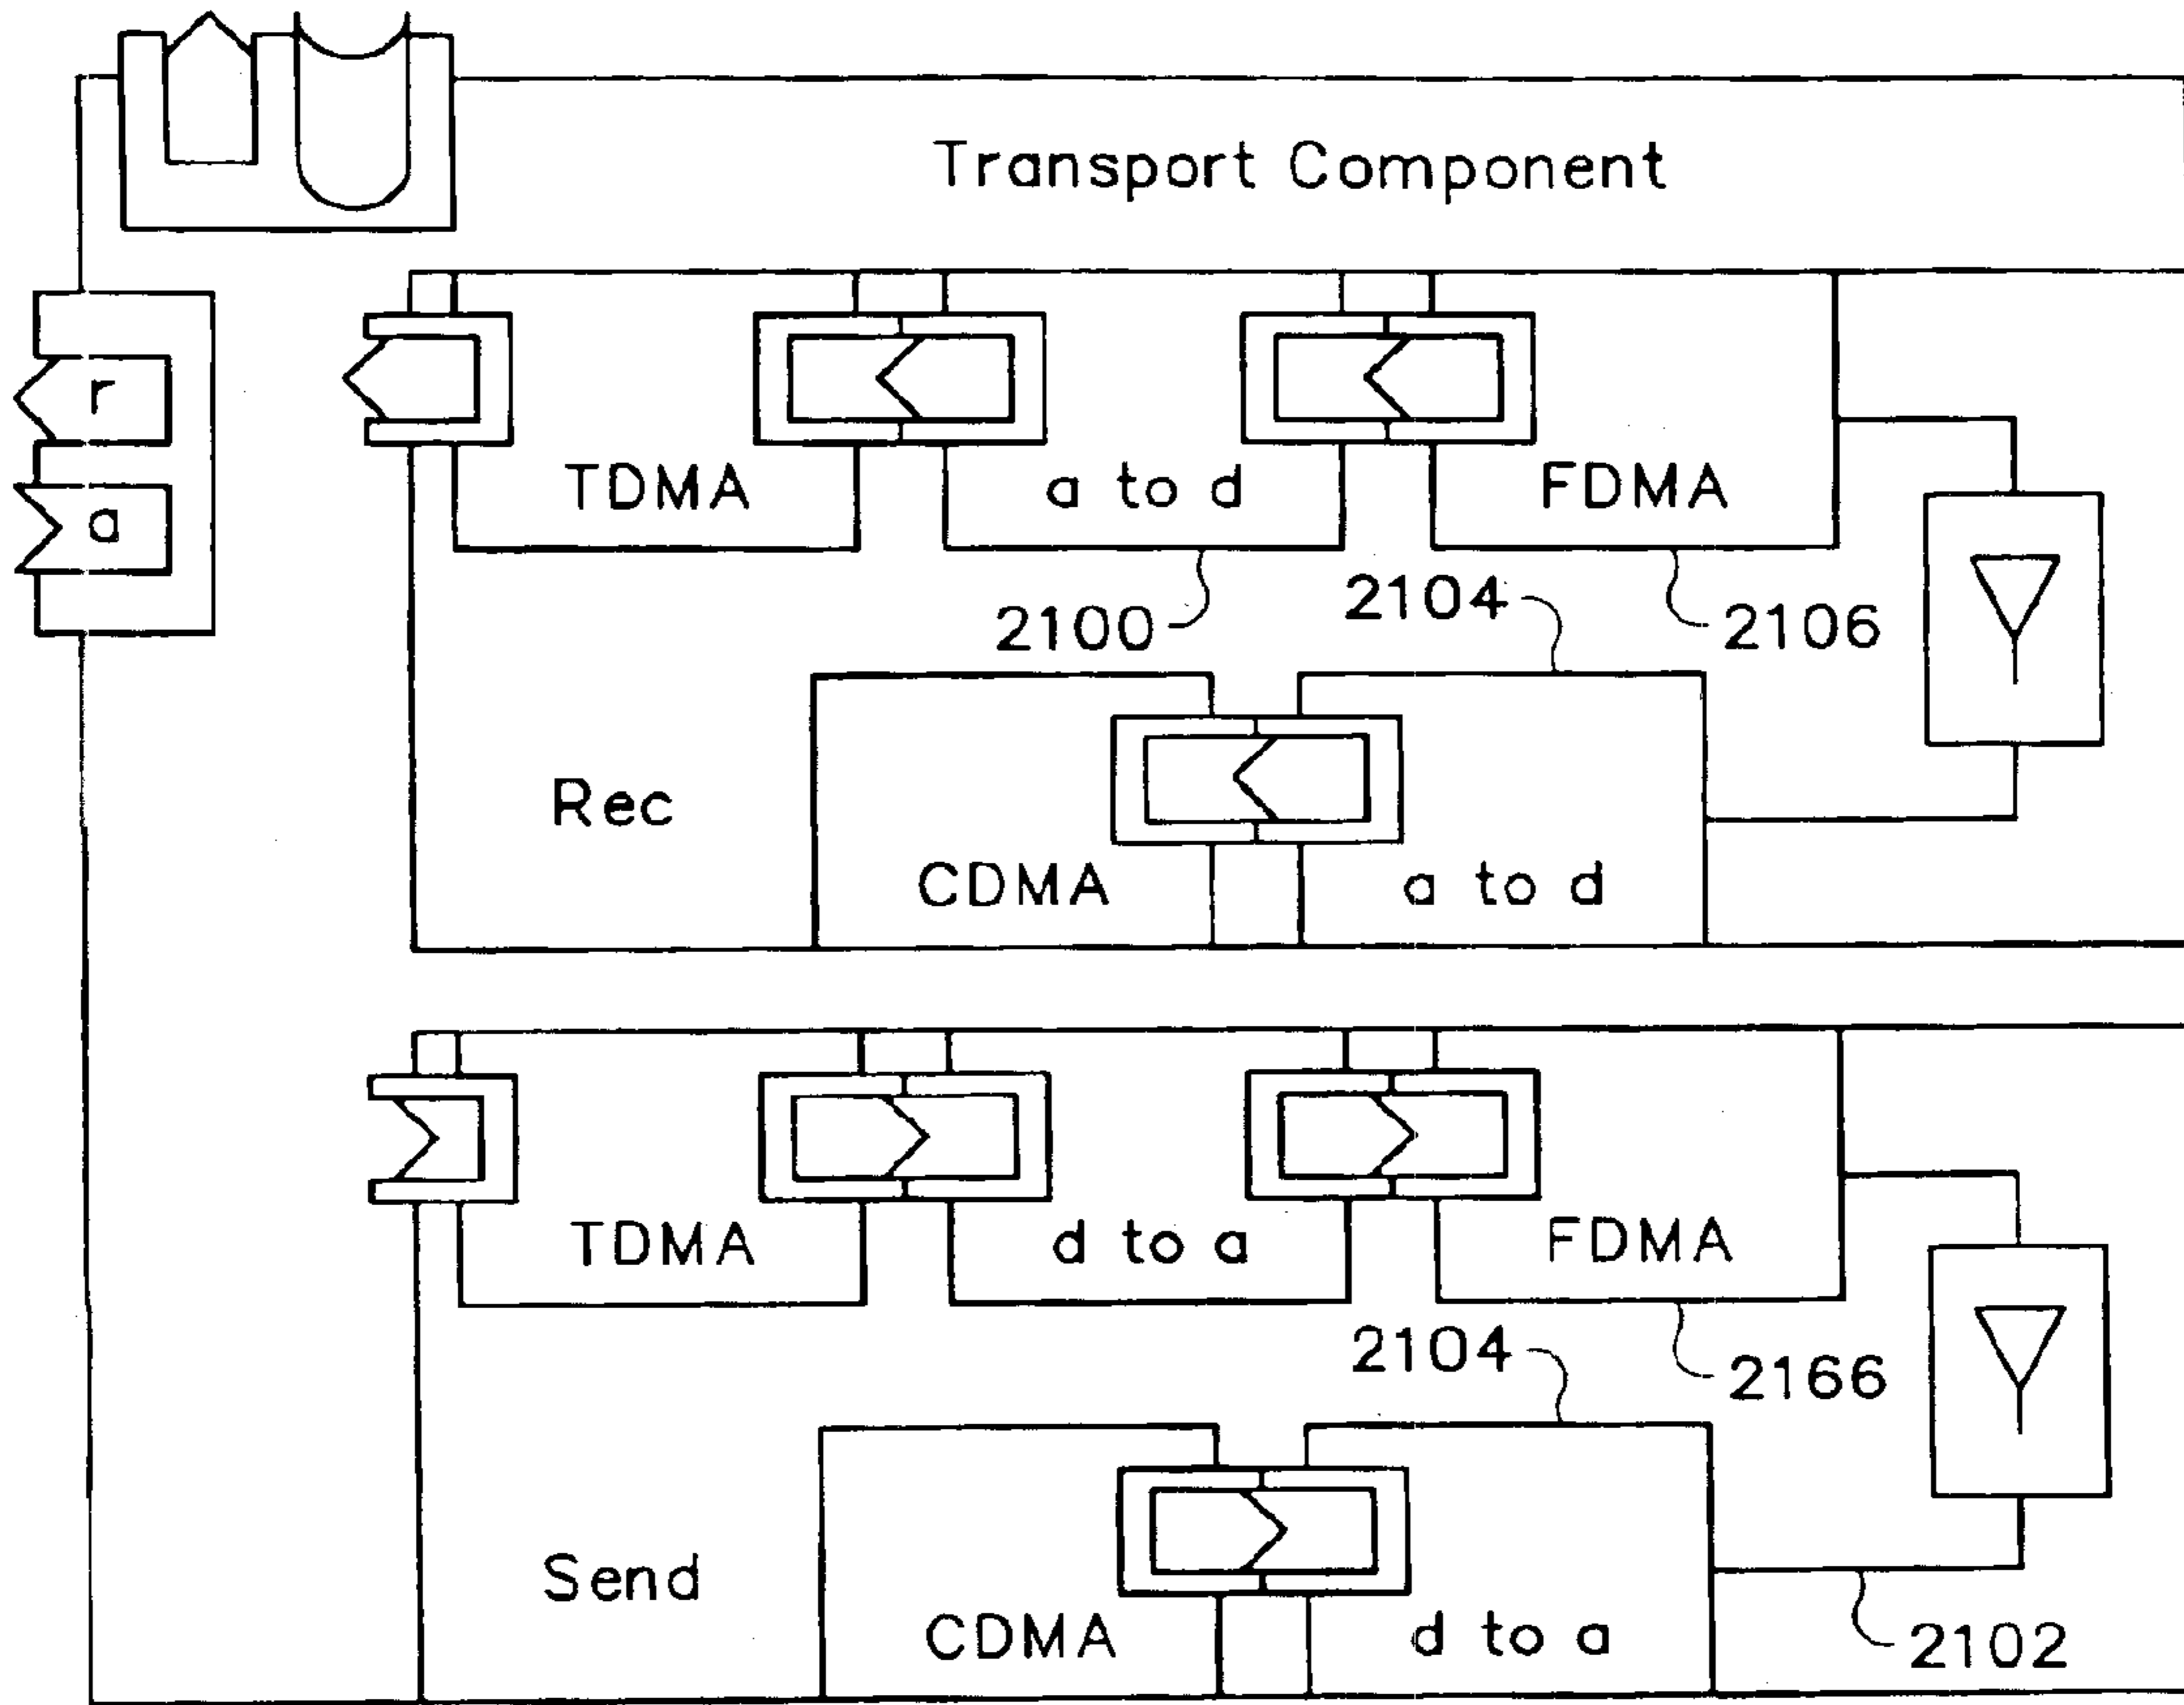 Transport Component
r
a
TDMA
a to d
FDMA
2100
2104
2106
Rec
CDMA
a to d
TDMA
d to a
FDMA
2104
2166
Send
CDMA
d to a
2102